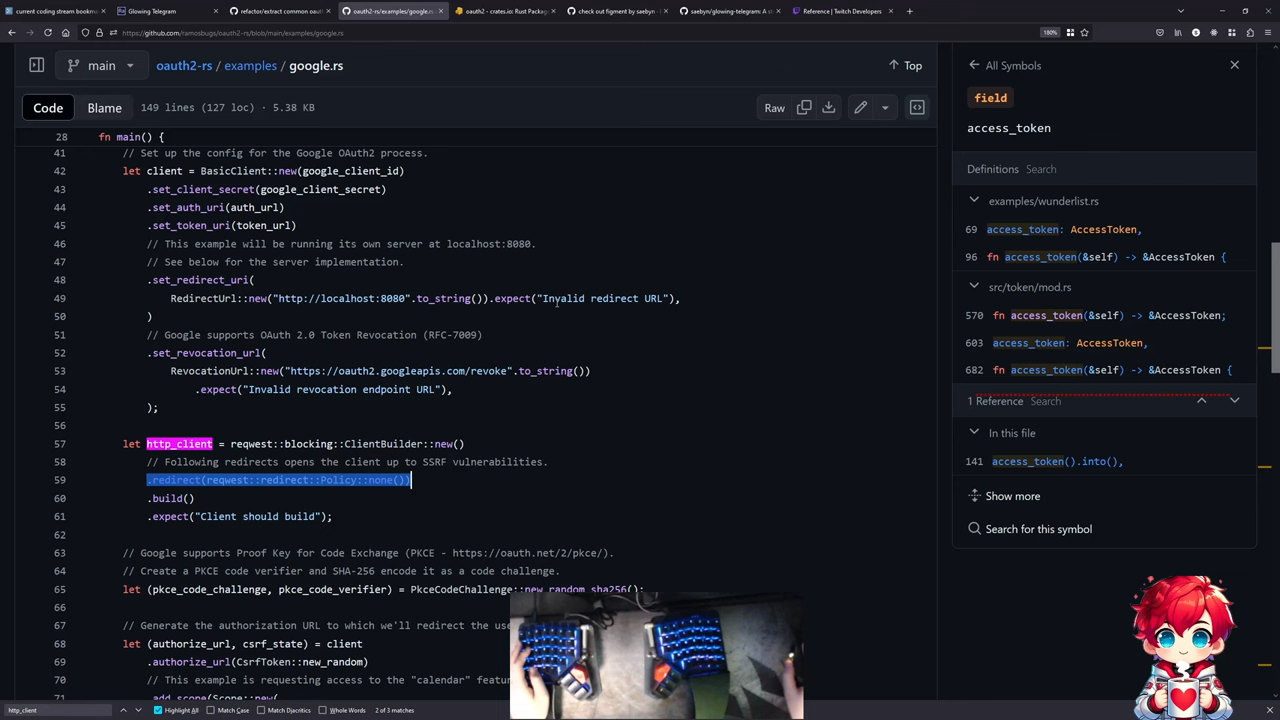 current coding stream bookma
Glowing Telegram
refactor/extract common oauth
oauth2-rs/examples/google.rs
oauth2 - crates.io: Rust Packag
check out figment by saebyn
saebyn/glowing-telegram: A s
Reference | Twitch Developers
https://github.com/ramosbugs/oauth2-rs/blob/main/examples/google.rs
180%
main
oauth2-rs / examples / google.rs
Top
Code
Blame
149 lines (127 loc) · 5.38 KB
Raw
28 fn main() {
41 // Set up the config for the Google OAuth2 process.
42 let client = BasicClient::new(google_client_id)
43 .set_client_secret(google_client_secret)
44 .set_auth_uri(auth_url)
45 .set_token_uri(token_url)
46 // This example will be running its own server at localhost:8080.
47 // See below for the server implementation.
48 .set_redirect_uri(
49 RedirectUrl::new("http://localhost:8080".to_string()).expect("Invalid redirect URL"),
50 )
51 // Google supports OAuth 2.0 Token Revocation (RFC-7009)
52 .set_revocation_url(
53 RevocationUrl::new("https://oauth2.googleapis.com/revoke".to_string())
54 .expect("Invalid revocation endpoint URL"),
55 );
56
57 let http_client = reqwest::blocking::ClientBuilder::new()
58 // Following redirects opens the client up to SSRF vulnerabilities.
59 .redirect(reqwest::redirect::Policy::none())
60 .build()
61 .expect("Client should build");
62
63 // Google supports Proof Key for Code Exchange (PKCE - https://oauth.net/2/pkce/).
64 // Create a PKCE code verifier and SHA-256 encode it as a code challenge.
65 let (pkce_code_challenge, pkce_code_verifier) = PkceCodeChallenge::new_random_sha256();
66
67 // Generate the authorization URL to which we'll redirect the use
68 let (authorize_url, csrf_state) = client
69 .authorize_url(CsrfToken::new_random)
70 // This example is requesting access to the "calendar" featu
71 .add_scope(Scope::new(
All Symbols
field
access_token
Definitions Search
examples/wunderlist.rs
69 access_token: AccessToken,
96 fn access_token(&self) -> &AccessToken {
src/token/mod.rs
570 fn access_token(&self) -> &AccessToken;
603 access_token: AccessToken,
682 fn access_token(&self) -> &AccessToken {
1 Reference Search
In this file
141 access_token().into(),
Show more
Search for this symbol
http_client
Highlight All
Match Case
Match Diacritics
Whole Words
2 of 3 matches